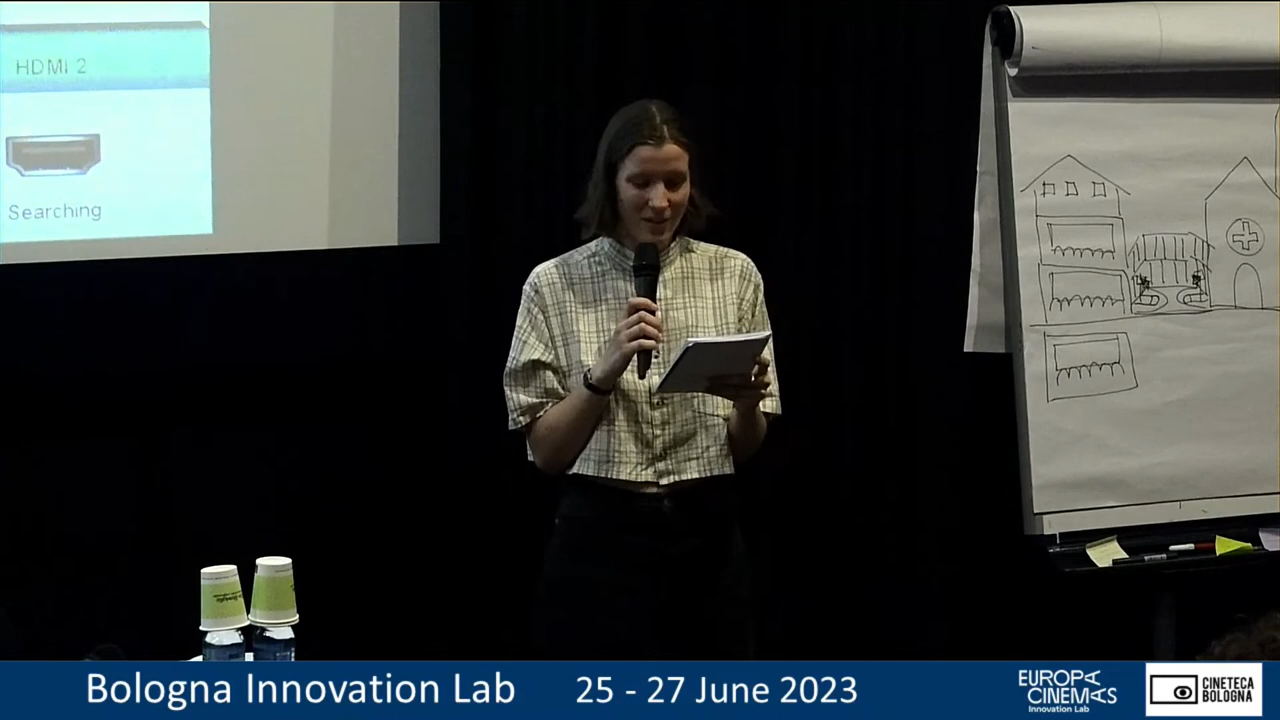 HDMI 2
Searching
Bologna Innovation Lab
25 - 27 June 2023
EUROPA
CINEMAS
Innovation Lab
CINETECA
BOLOGNA